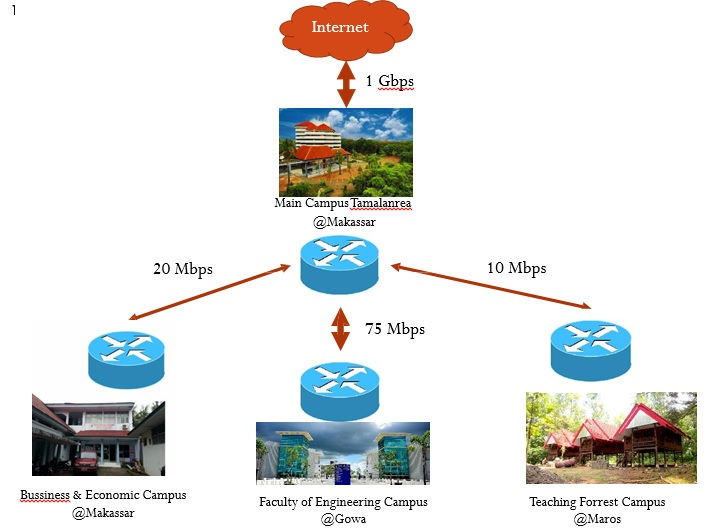 1
Internet
1 Gbps
Main Campus Tamalanrea
@Makassar
20 Mbps
10 Mbps
75 Mbps
Bussiness & Economic Campus
@Makassar
Faculty of Engineering Campus
@Gowa
Teaching Forrest Campus
@Maros